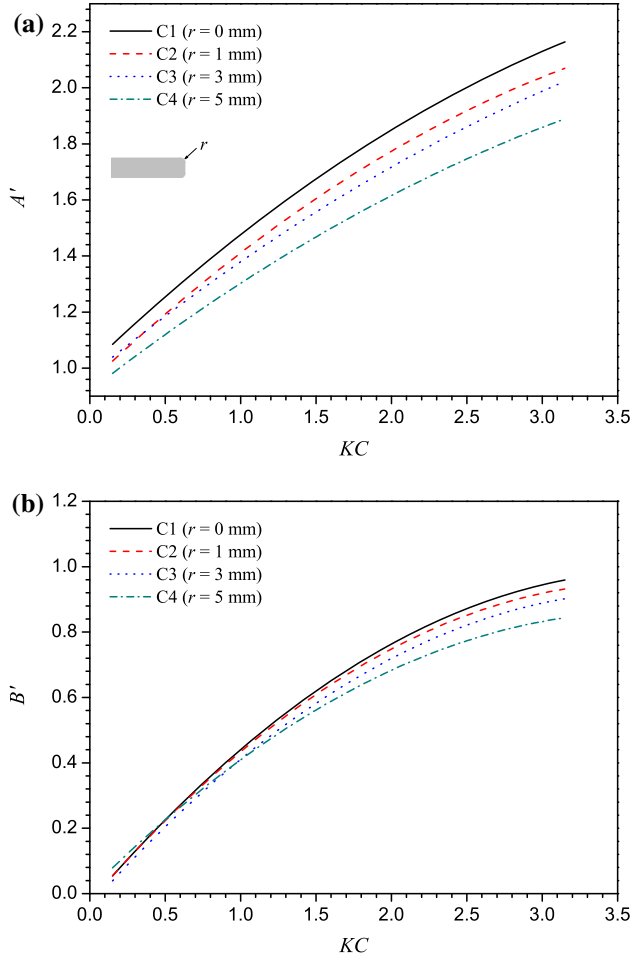 (a)
2.2
2.0
1.8
1.6
1.4
1.2
1.0
A'
C1 (r = 0 mm)
C2 (r = 1 mm)
C3 (r = 3 mm)
C4 (r = 5 mm)
r
0.0 0.5 1.0 1.5 2.0 2.5 3.0 3.5
KC
(b)
1.2
1.0
0.8
0.6
0.4
0.2
0.0
B'
C1 (r = 0 mm)
C2 (r = 1 mm)
C3 (r = 3 mm)
C4 (r = 5 mm)
0.0 0.5 1.0 1.5 2.0 2.5 3.0 3.5
KC